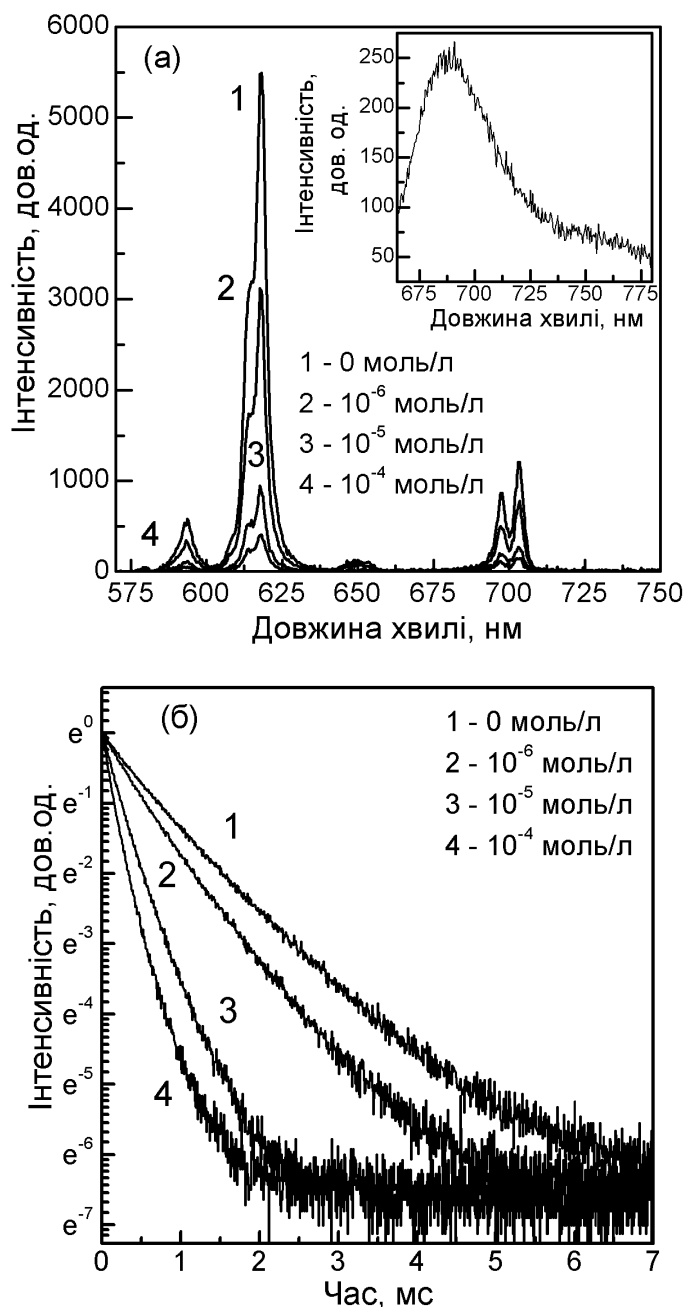 (а)
Інтенсивність, дов.од.
6000
5000
4000
3000
2000
1000
0
575 600 625 650 675 700 725 750
Довжина хвилі, нм
1
2
3
4
1 - 0 моль/л
2 - 10⁻⁶ моль/л
3 - 10⁻⁵ моль/л
4 - 10⁻⁴ моль/л
Інтенсивність,
дов. од.
250
200
150
100
50
675 700 725 750 775
Довжина хвилі, нм
(б)
Інтенсивність, дов.од.
e⁰
e⁻¹
e⁻²
e⁻³
e⁻⁴
e⁻⁵
e⁻⁶
e⁻⁷
0 1 2 3 4 5 6 7
Час, мс
1
2
3
4
1 - 0 моль/л
2 - 10⁻⁶ моль/л
3 - 10⁻⁵ моль/л
4 - 10⁻⁴ моль/л